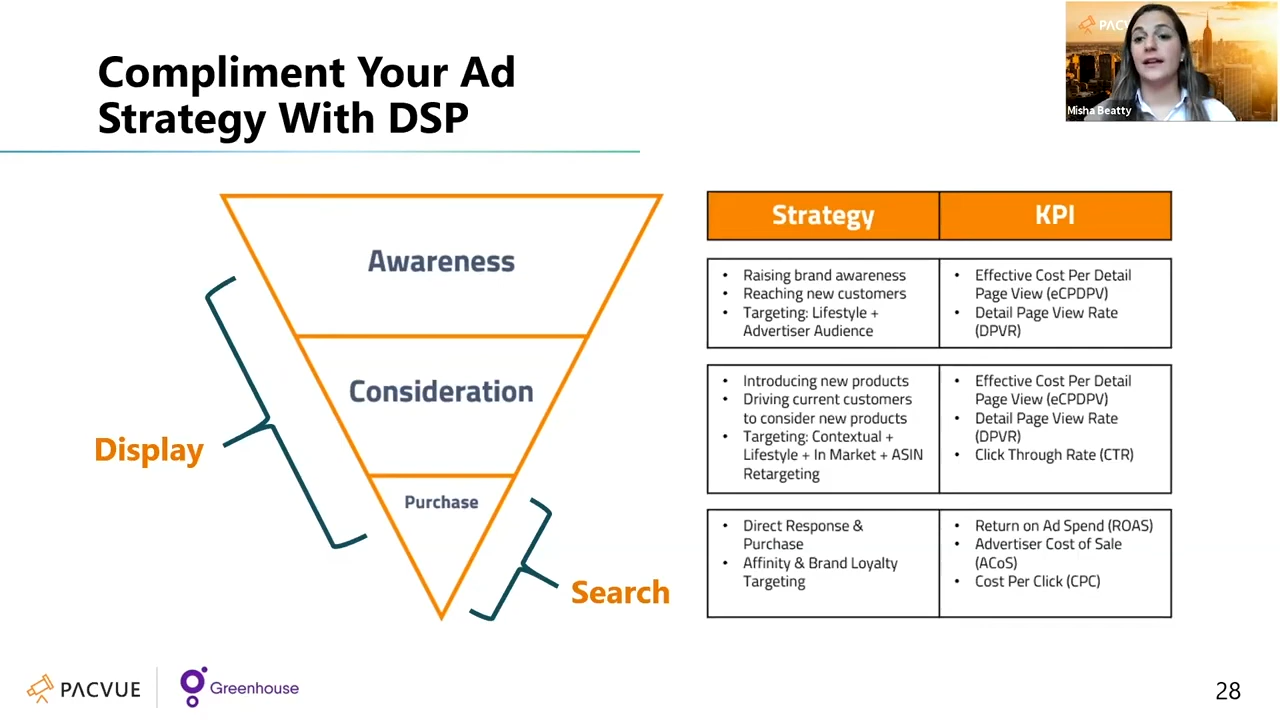 Compliment Your Ad
Strategy With DSP
PACV
Misha Beatty
Awareness
Consideration
Purchase
Display
Search
Strategy
KPI
• Raising brand awareness
• Reaching new customers
• Targeting: Lifestyle +
Advertiser Audience
• Effective Cost Per Detail
Page View (eCPDPV)
• Detail Page View Rate
(DPVR)
• Introducing new products
• Driving current customers
to consider new products
• Targeting: Contextual +
Lifestyle + In Market + ASIN
Retargeting
• Effective Cost Per Detail
Page View (eCPDPV)
• Detail Page View Rate
(DPVR)
• Click Through Rate (CTR)
• Direct Response &
Purchase
• Affinity & Brand Loyalty
Targeting
• Return on Ad Spend (ROAS)
• Advertiser Cost of Sale
(ACoS)
• Cost Per Click (CPC)
PACVUE
Greenhouse
28